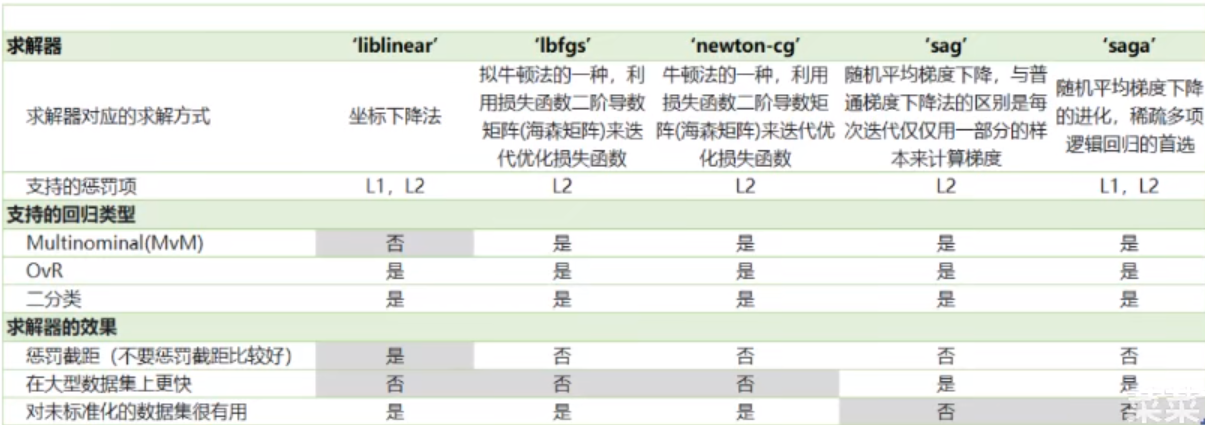 求解器 'liblinear' 'lbfgs' 'newton-cg' 'sag' 'saga'
求解器对应的求解方式
坐标下降法
拟牛顿法的一种，利
用损失函数二阶导数
矩阵(海森矩阵)来迭
代优化损失函数
牛顿法的一种，利用
损失函数二阶导数矩
阵(海森矩阵)来迭代优
化损失函数
随机平均梯度下降，与普
通梯度下降法的区别是每
次迭代仅仅用一部分的样
本来计算梯度
随机平均梯度下降
的进化，稀疏多项
逻辑回归的首选
支持的惩罚项 L1，L2 L2 L2 L2 L1，L2
支持的回归类型
Multinominal(MvM) 否 是 是 是 是
OvR 是 是 是 是 是
二分类 是 是 是 是 是
求解器的效果
惩罚截距（不要惩罚截距比较好） 是 否 否 否 否
在大型数据集上更快 否 否 否 是 是
对未标准化的数据集很有用 是 是 是 否 否
菜菜